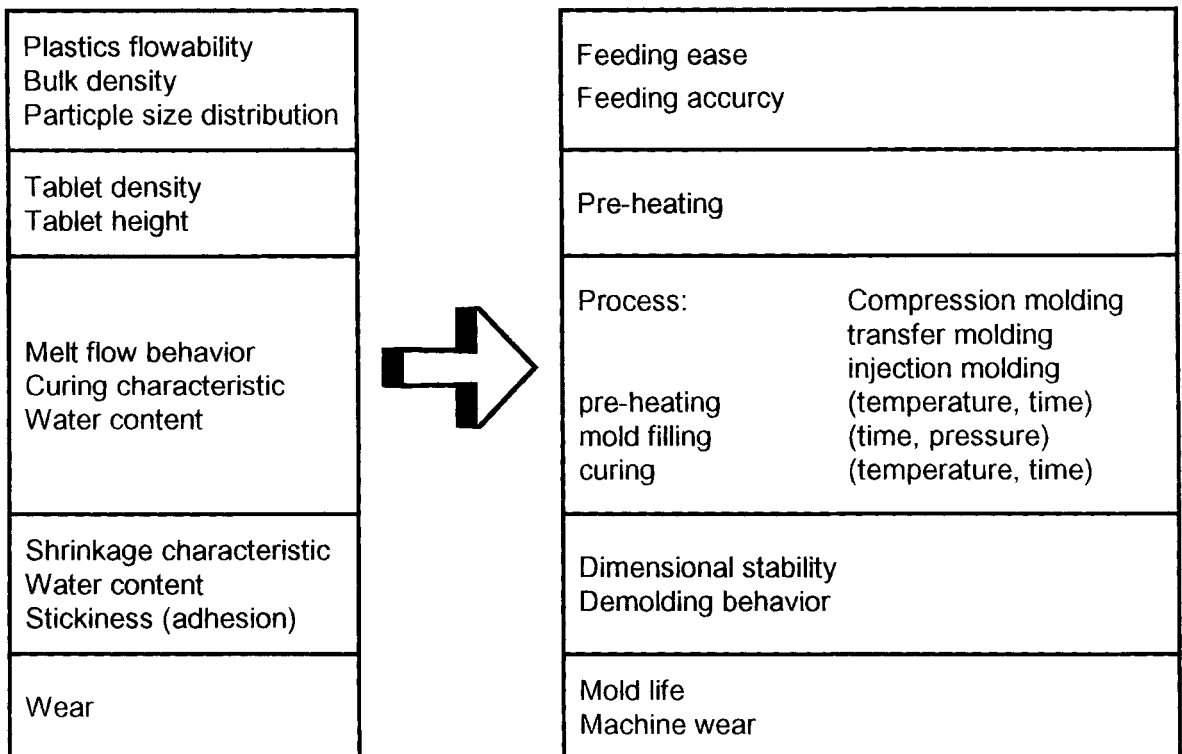 Plastics flowability
Bulk density
Particple size distribution
Feeding ease
Feeding accurcy
Tablet density
Tablet height
Pre-heating
Melt flow behavior
Curing characteristic
Water content
Process: Compression molding
transfer molding
injection molding
pre-heating (temperature, time)
mold filling (time, pressure)
curing (temperature, time)
Shrinkage characteristic
Water content
Stickiness (adhesion)
Dimensional stability
Demolding behavior
Wear
Mold life
Machine wear